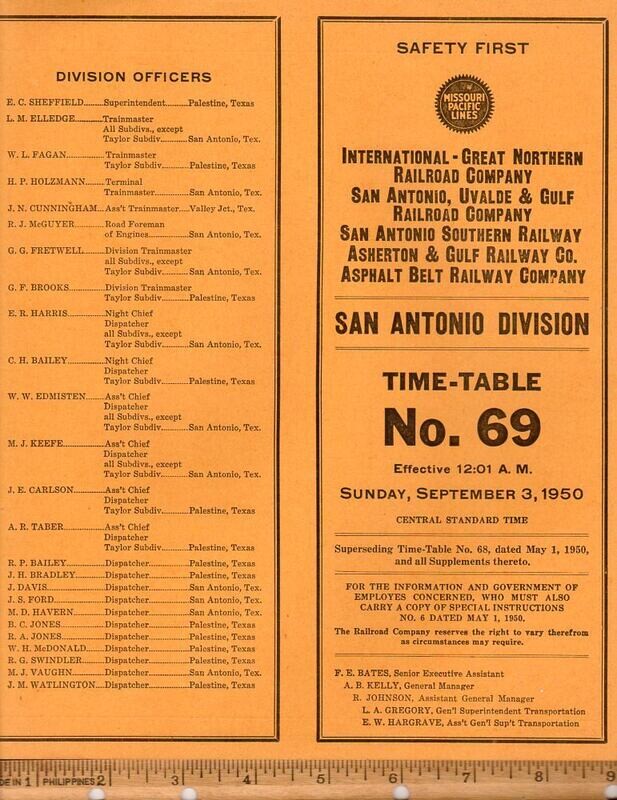 DIVISION OFFICERS
E. C. SHEFFIELD.........Superintendent..........Palestine, Texas
L. M. ELLEDGE..........Trainmaster
All Subdivs., except
Taylor Subdiv...........San Antonio, Tex.
W. L. FAGAN..............Trainmaster
Taylor Subdiv...........Palestine, Texas
H. P. HOLZMANN........Terminal
Trainmaster..............San Antonio, Tex.
J. N. CUNNINGHAM...Ass't Trainmaster....Valley Jct., Tex.
R. J. McGUYER...........Road Foreman
of Engines................San Antonio, Tex.
G. G. FRETWELL........Division Trainmaster
all Subdivs., except
Taylor Subdiv...........San Antonio, Tex.
G. F. BROOKS.............Division Trainmaster
Taylor Subdiv...........Palestine, Texas
E. R. HARRIS..............Night Chief
Dispatcher
all Subdivs., except
Taylor Subdiv...........San Antonio, Tex.
C. H. BAILEY..............Night Chief
Dispatcher
Taylor Subdiv...........Palestine, Texas
W. W. EDMISTEN.......Ass't Chief
Dispatcher
all Subdivs., except
Taylor Subdiv...........San Antonio, Tex.
M. J. KEEFE...............Ass't Chief
Dispatcher
all Subdivs., except
Taylor Subdiv...........San Antonio, Tex.
J. E. CARLSON............Ass't Chief
Dispatcher
Taylor Subdiv...........Palestine, Texas
A. R. TABER................Ass't Chief
Dispatcher
Taylor Subdiv...........Palestine, Texas
R. P. BAILEY...............Dispatcher................Palestine, Texas
J. H. BRADLEY............Dispatcher................Palestine, Texas
J. DAVIS......................Dispatcher................San Antonio, Tex.
J. S. FORD...................Dispatcher................San Antonio, Tex.
M. D. HAVERN............Dispatcher................San Antonio, Tex.
B. C. JONES.................Dispatcher................Palestine, Texas
R. A. JONES.................Dispatcher................Palestine, Texas
W. H. McDONALD.......Dispatcher................Palestine, Texas
R. G. SWINDLER..........Dispatcher................Palestine, Texas
M. J. VAUGHN.............Dispatcher................San Antonio, Tex.
J. M. WATLINGTON.....Dispatcher................Palestine, Texas
SAFETY FIRST
MISSOURI
PACIFIC
LINES
INTERNATIONAL - GREAT NORTHERN
RAILROAD COMPANY
SAN ANTONIO, UVALDE & GULF
RAILROAD COMPANY
SAN ANTONIO SOUTHERN RAILWAY
ASHERTON & GULF RAILWAY CO.
ASPHALT BELT RAILWAY COMPANY
SAN ANTONIO DIVISION
TIME-TABLE
No. 69
Effective 12:01 A. M.
SUNDAY, SEPTEMBER 3, 1950
CENTRAL STANDARD TIME
Superseding Time-Table No. 68, dated May 1, 1950,
and all Supplements thereto.
FOR THE INFORMATION AND GOVERNMENT OF
EMPLOYES CONCERNED, WHO MUST ALSO
CARRY A COPY OF SPECIAL INSTRUCTIONS
NO. 6 DATED MAY 1, 1950.
The Railroad Company reserves the right to vary therefrom
as circumstances may require.
F. E. BATES, Senior Executive Assistant
A. B. KELLY, General Manager
R. JOHNSON, Assistant General Manager
L. A. GREGORY, Gen'l Superintendent Transportation
E. W. HARGRAVE, Ass't Gen'l Sup't Transportation
DE IN 1 PHILIPPINES 2 3 4 5 6 7 8 9